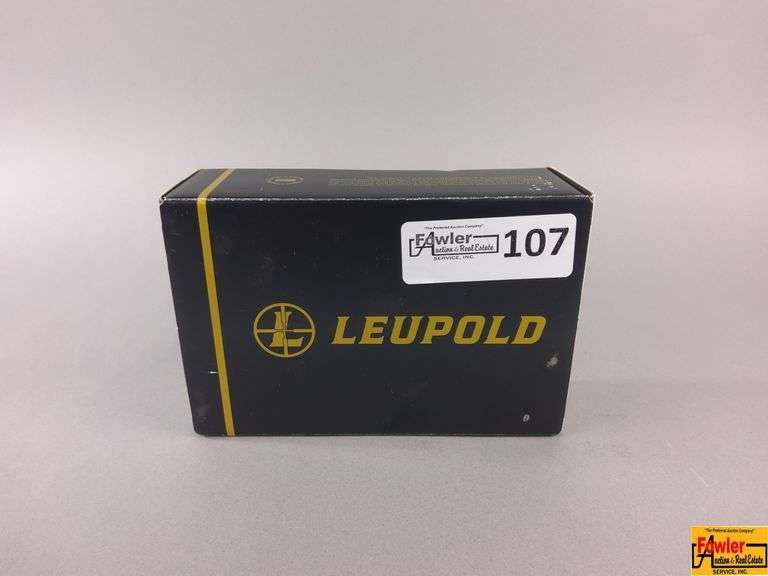 "The Preferred Auction Company"
Fowler
Auction & Real Estate
SERVICE, INC.
107
L LEUPOLD
"The Preferred Auction Company"
Fowler
Auction & Real Estate
SERVICE, INC.